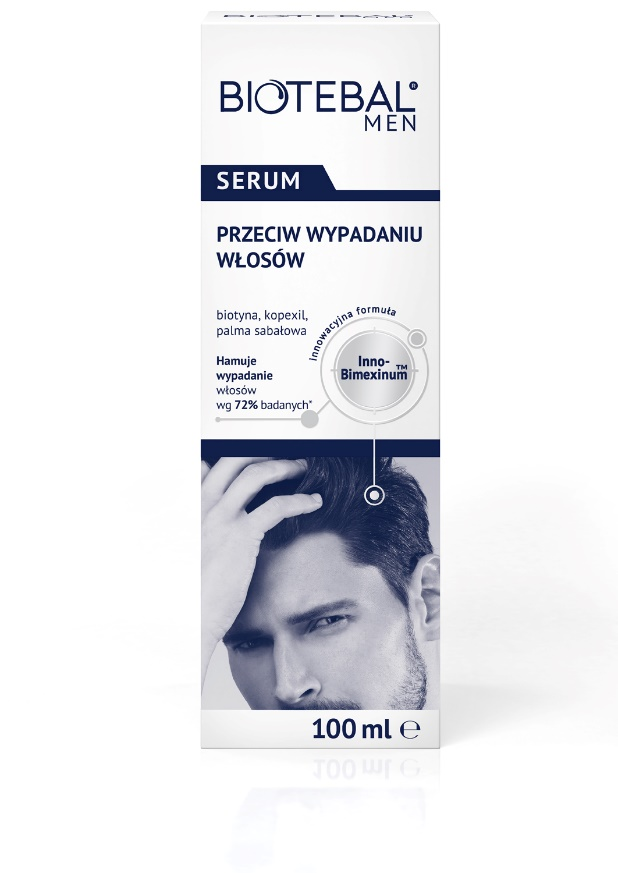 BIOTEBAL®
MEN
SERUM
PRZECIW WYPADANIU
WŁOSÓW
biotyna, kopexil,
palma sabałowa
innowacyjna formuła
Inno-
Bimexinum™
Hamuje
wypadanie
włosów
wg 72% badanych*
100 ml ℮